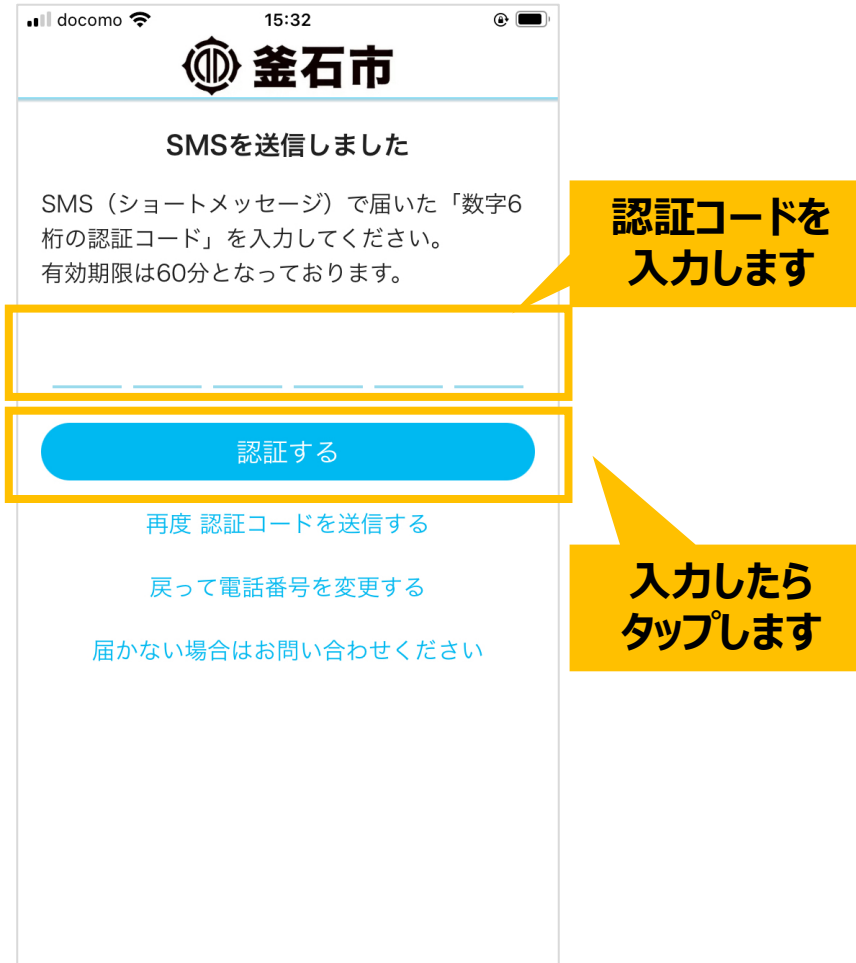 docomo 15:32
釜石市
SMSを送信しました
SMS（ショートメッセージ）で届いた「数字6
桁の認証コード」を入力してください。
有効期限は60分となっております。
認証コードを
入力します
認証する
再度 認証コードを送信する
戻って電話番号を変更する
入力したら
タップします
届かない場合はお問い合わせください